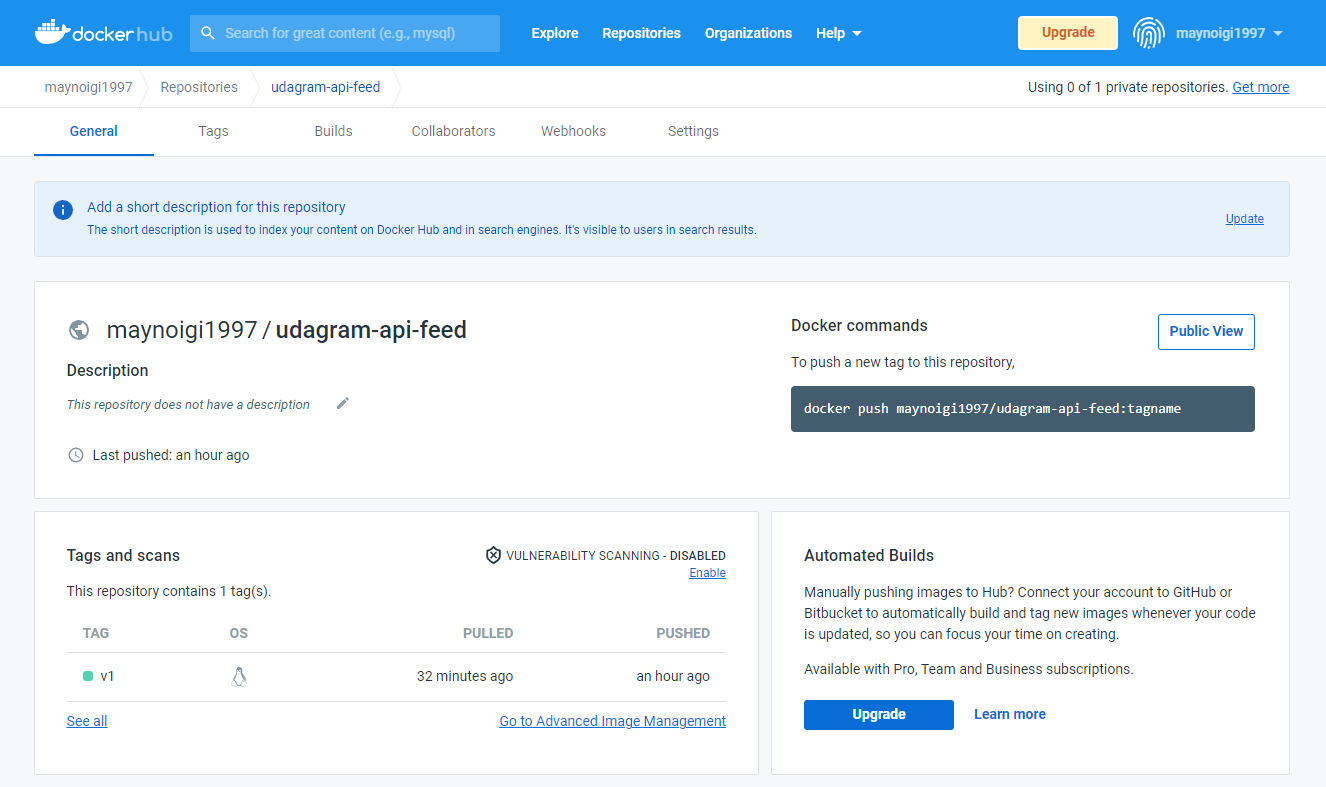 docker hub
Search for great content (e.g., mysql)
Explore
Repositories
Organizations
Help
Upgrade
maynoigi1997
maynoigi1997
Repositories
udagram-api-feed
Using 0 of 1 private repositories. Get more
General
Tags
Builds
Collaborators
Webhooks
Settings
Add a short description for this repository
The short description is used to index your content on Docker Hub and in search engines. It's visible to users in search results.
Update
maynoigi1997 / udagram-api-feed
Description
This repository does not have a description
Last pushed: an hour ago
Docker commands
Public View
To push a new tag to this repository,
docker push maynoigi1997/udagram-api-feed:tagname
Tags and scans
VULNERABILITY SCANNING - DISABLED
Enable
This repository contains 1 tag(s).
TAG OS PULLED PUSHED
v1 32 minutes ago an hour ago
See all
Go to Advanced Image Management
Automated Builds
Manually pushing images to Hub? Connect your account to GitHub or
Bitbucket to automatically build and tag new images whenever your code
is updated, so you can focus your time on creating.
Available with Pro, Team and Business subscriptions.
Upgrade
Learn more